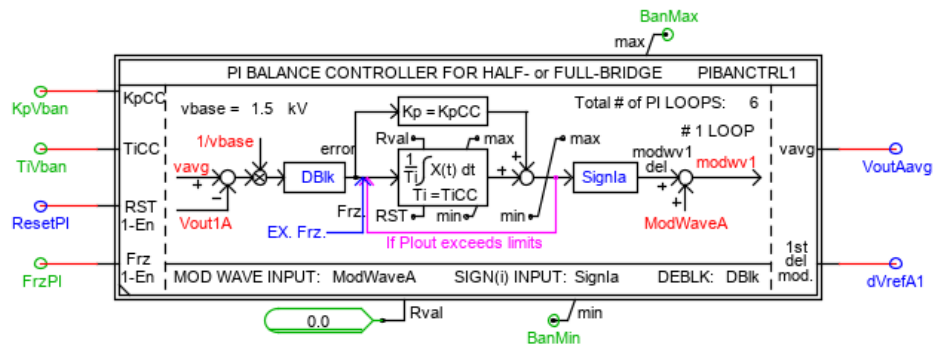 BanMax
max
PI BALANCE CONTROLLER FOR HALF- or FULL-BRIDGE PIBANCTRL1
KpVban
KpCC
vbase = 1.5 kV
Kp = KpCC
Total # of PI LOOPS: 6
# 1 LOOP
1/vbase
error
Rval
max
max
TiVban
TiCC
vavg
+
-
DBlk
1/Ti ∫ X(t) dt
Ti =TiCC
+
+
SignIa
modwv1
del
+
+
modwv1
vavg
VoutAavg
ResetPI
RST
1-En
Vout1A
Frz.
RST
min
min
ModWaveA
EX. Frz.
If PIout exceeds limits
FrzPI
Frz
1-En
MOD WAVE INPUT: ModWaveA SIGN(i) INPUT: SignIa DEBLK: DBlk
1st
del
mod.
dVrefA1
0.0
Rval
min
BanMin